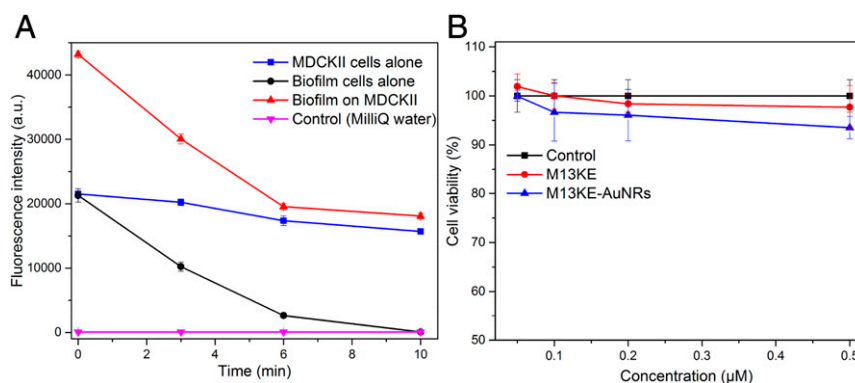 A
Fluorescence intensity (a.u.)
40000
30000
20000
10000
0
MDCKII cells alone
Biofilm cells alone
Biofilm on MDCKII
Control (MilliQ water)
0 2 4 6 8 10
Time (min)
B
Cell viability (%)
110
100
90
80
70
60
50
Control
M13KE
M13KE-AuNRs
0.1 0.2 0.3 0.4 0.5
Concentration (µM)